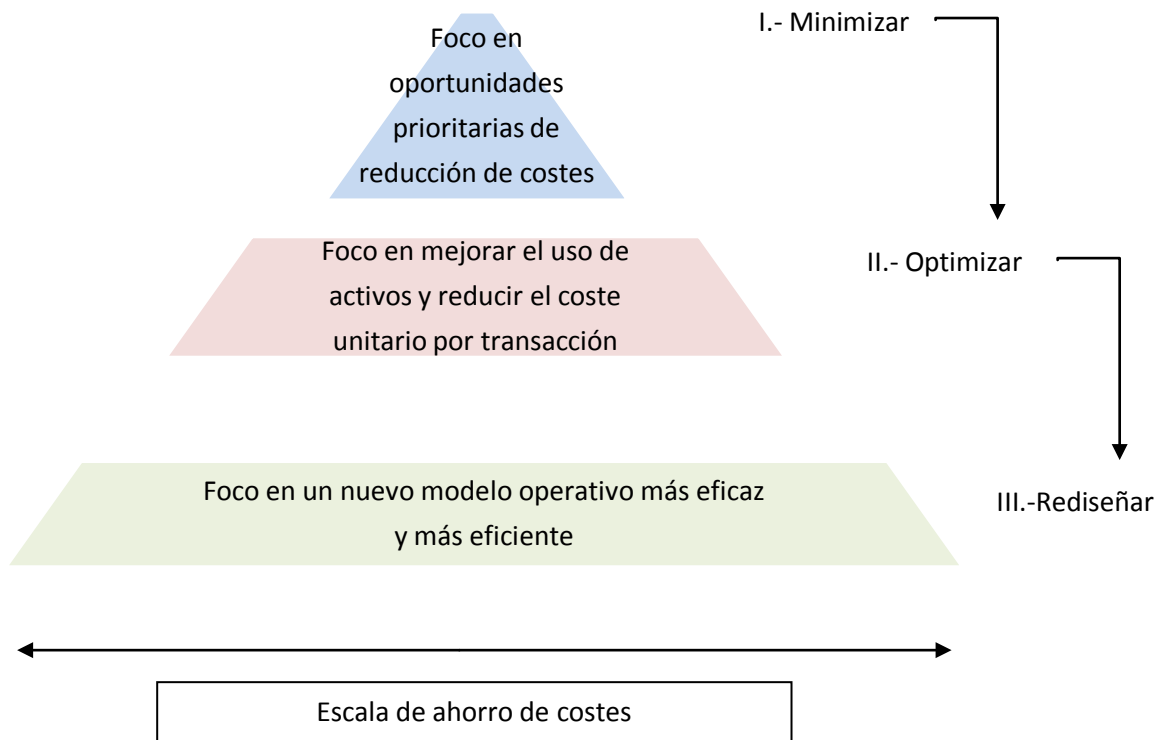 Foco en
oportunidades
prioritarias de
reducción de costes
I.- Minimizar
Foco en mejorar el uso de
activos y reducir el coste
unitario por transacción
II.- Optimizar
Foco en un nuevo modelo operativo más eficaz
y más eficiente
III.-Rediseñar
Escala de ahorro de costes